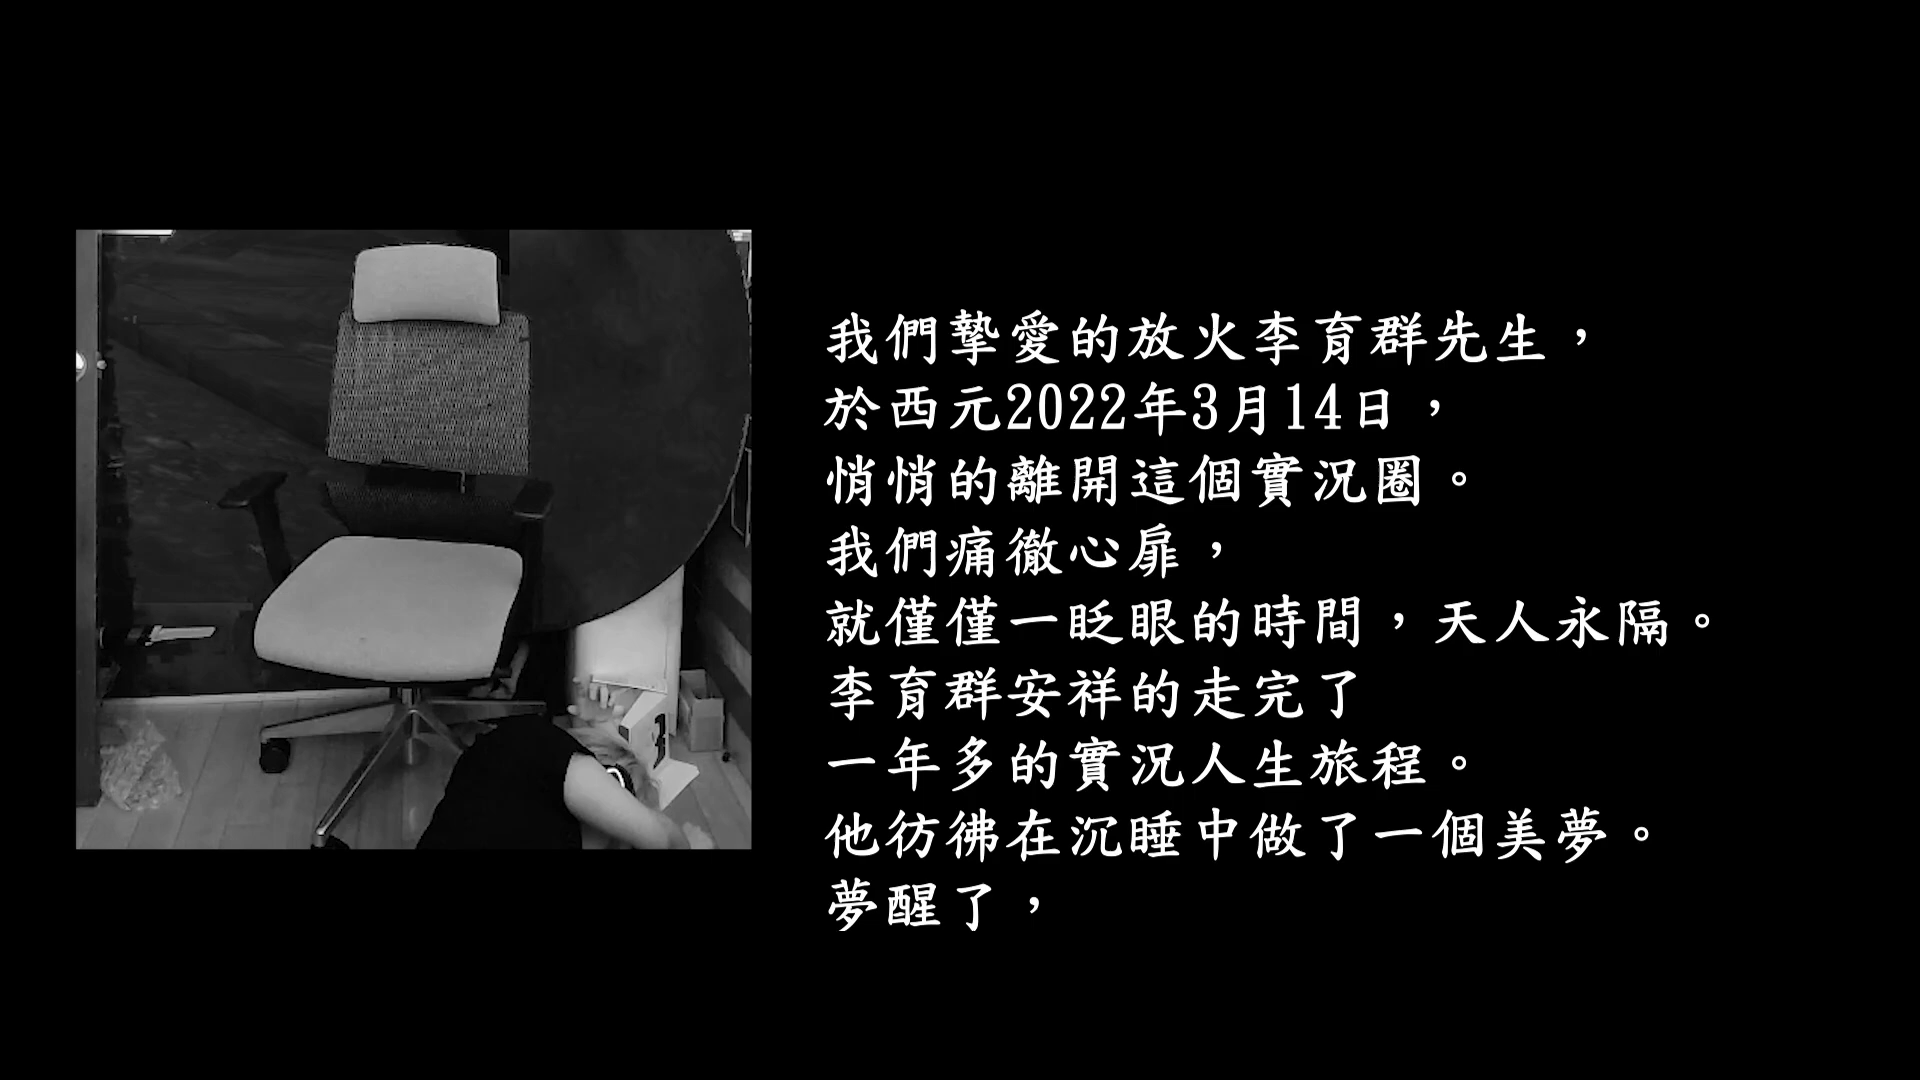 我們摯愛的放火李育群先生，
於西元2022年3月14日，
悄悄的離開這個實況圈。
我們痛徹心扉，
就僅僅一眨眼的時間，天人永隔。
李育群安祥的走完了
一年多的實況人生旅程。
他彷彿在沉睡中做了一個美夢。
夢醒了，